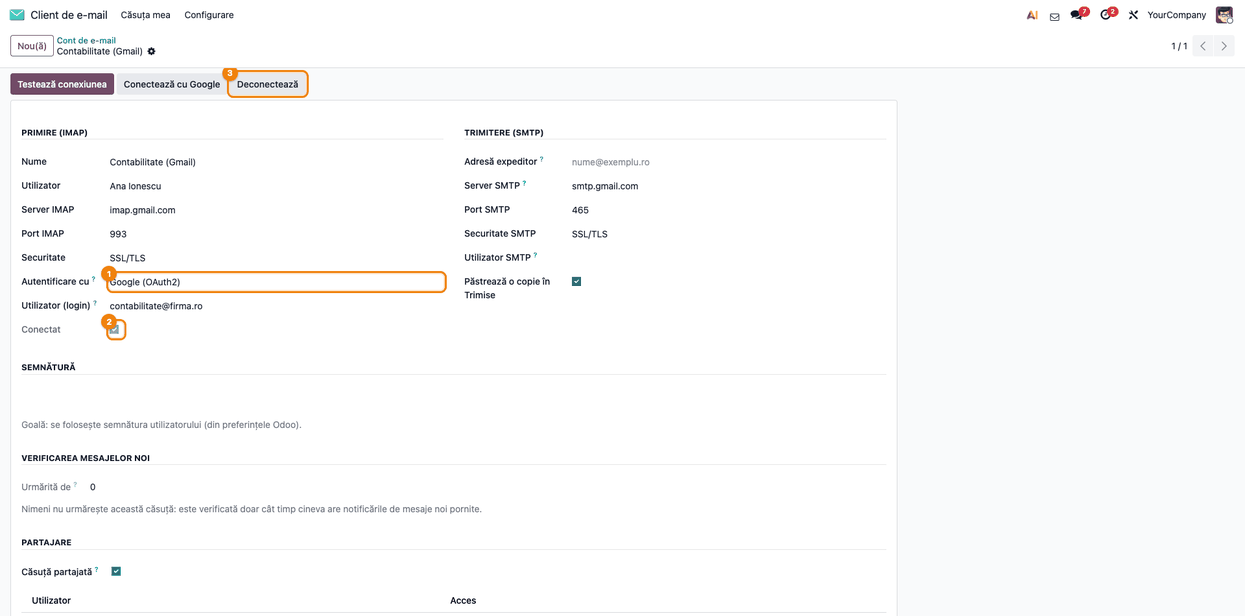 Client de e-mail Căsuța mea Configurare AI 7 2 YourCompany
Nou(ă) Cont de e-mail
Contabilitate (Gmail) 1 / 1
Testează conexiunea Conectează cu Google 3 Deconectează
PRIMIRE (IMAP) TRIMITERE (SMTP)
Nume Contabilitate (Gmail) Adresă expeditor ? nume@exemplu.ro
Utilizator Ana Ionescu Server SMTP ? smtp.gmail.com
Server IMAP imap.gmail.com Port SMTP 465
Port IMAP 993 Securitate SMTP SSL/TLS
Securitate SSL/TLS Utilizator SMTP ?
Autentificare cu ? 1 Google (OAuth2) Păstrează o copie în
Trimise
Utilizator (login) ? contabilitate@firma.ro
Conectat 2
SEMNĂTURĂ
Goală: se folosește semnătura utilizatorului (din preferințele Odoo).
VERIFICAREA MESAJELOR NOI
Urmărită de ? 0
Nimeni nu urmărește această căsuță: este verificată doar cât timp cineva are notificările de mesaje noi pornite.
PARTAJARE
Căsuță partajată ?
Utilizator Acces